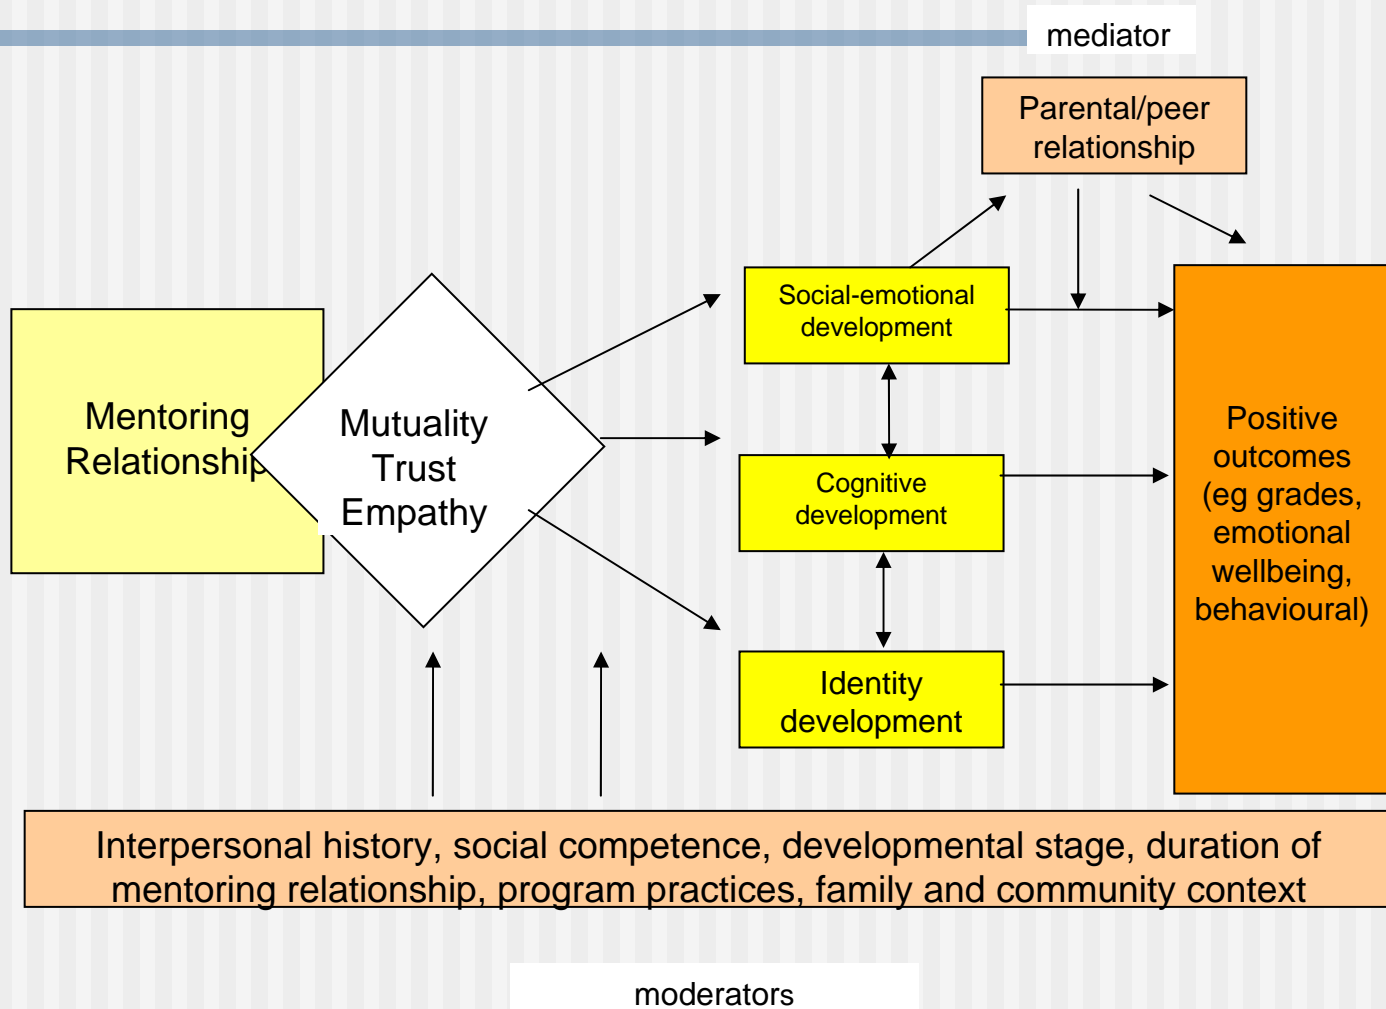 mediator
Parental/peer
relationship
Social-emotional
development
Mentoring
Relationship
Mutuality
Trust
Empathy
Cognitive
development
Positive
outcomes
(eg grades,
emotional
wellbeing,
behavioural)
Identity
development
Interpersonal history, social competence, developmental stage, duration of
mentoring relationship, program practices, family and community context
moderators